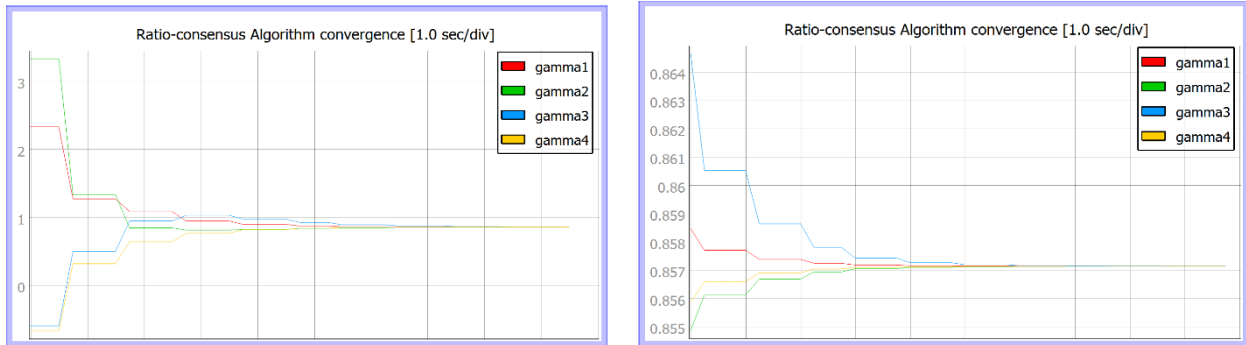 Ratio-consensus Algorithm convergence [1.0 sec/div]
3
2
1
0
gamma1
gamma2
gamma3
gamma4
Ratio-consensus Algorithm convergence [1.0 sec/div]
0.864
0.863
0.862
0.861
0.86
0.859
0.858
0.857
0.856
0.855
gamma1
gamma2
gamma3
gamma4